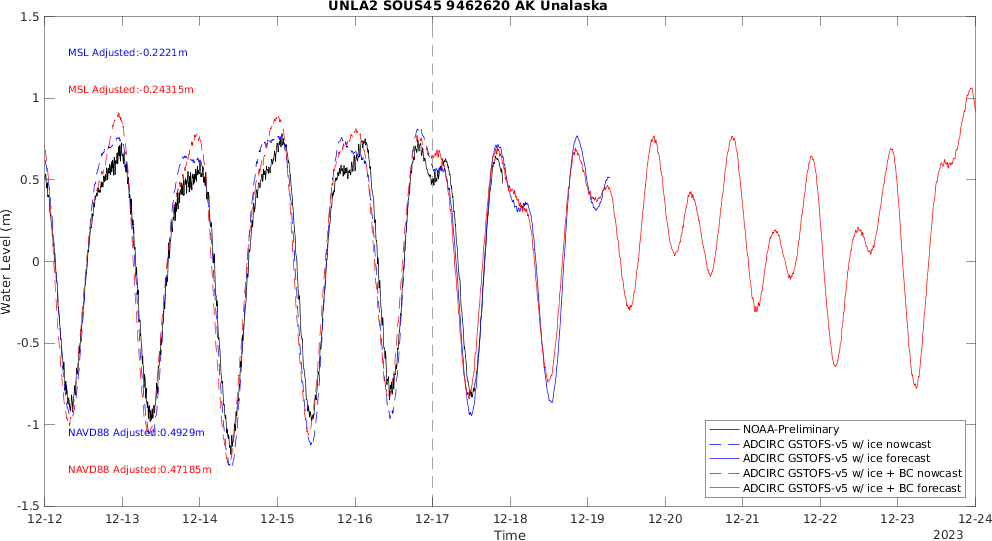 UNLA2 SOUS45 9462620 AK Unalaska
1.5
1
0.5
0
-0.5
-1
-1.5
Water Level (m)
MSL Adjusted:-0.2221m
MSL Adjusted:-0.24315m
NAVD88 Adjusted:0.4929m
NAVD88 Adjusted:0.47185m
NOAA-Preliminary
ADCIRC GSTOFS-v5 w/ ice nowcast
ADCIRC GSTOFS-v5 w/ ice forecast
ADCIRC GSTOFS-v5 w/ ice + BC nowcast
ADCIRC GSTOFS-v5 w/ ice + BC forecast
12-12 12-13 12-14 12-15 12-16 12-17 12-18 12-19 12-20 12-21 12-22 12-23 12-24
Time
2023